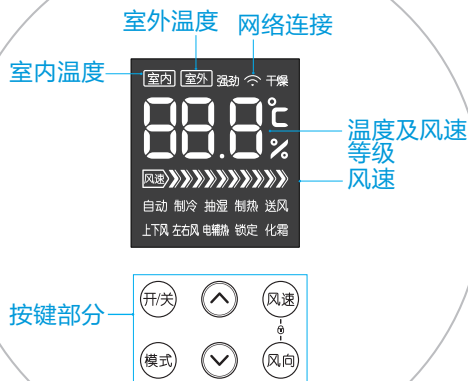 室外温度
网络连接
室内温度
室内 室外 强劲 干燥
88.8℃
%
温度及风速
等级
风速
风速
自动 制冷 抽湿 制热 送风
上下风 左右风 电辅热 锁定 化霜
按键部分
开/关
风速
模式
风向